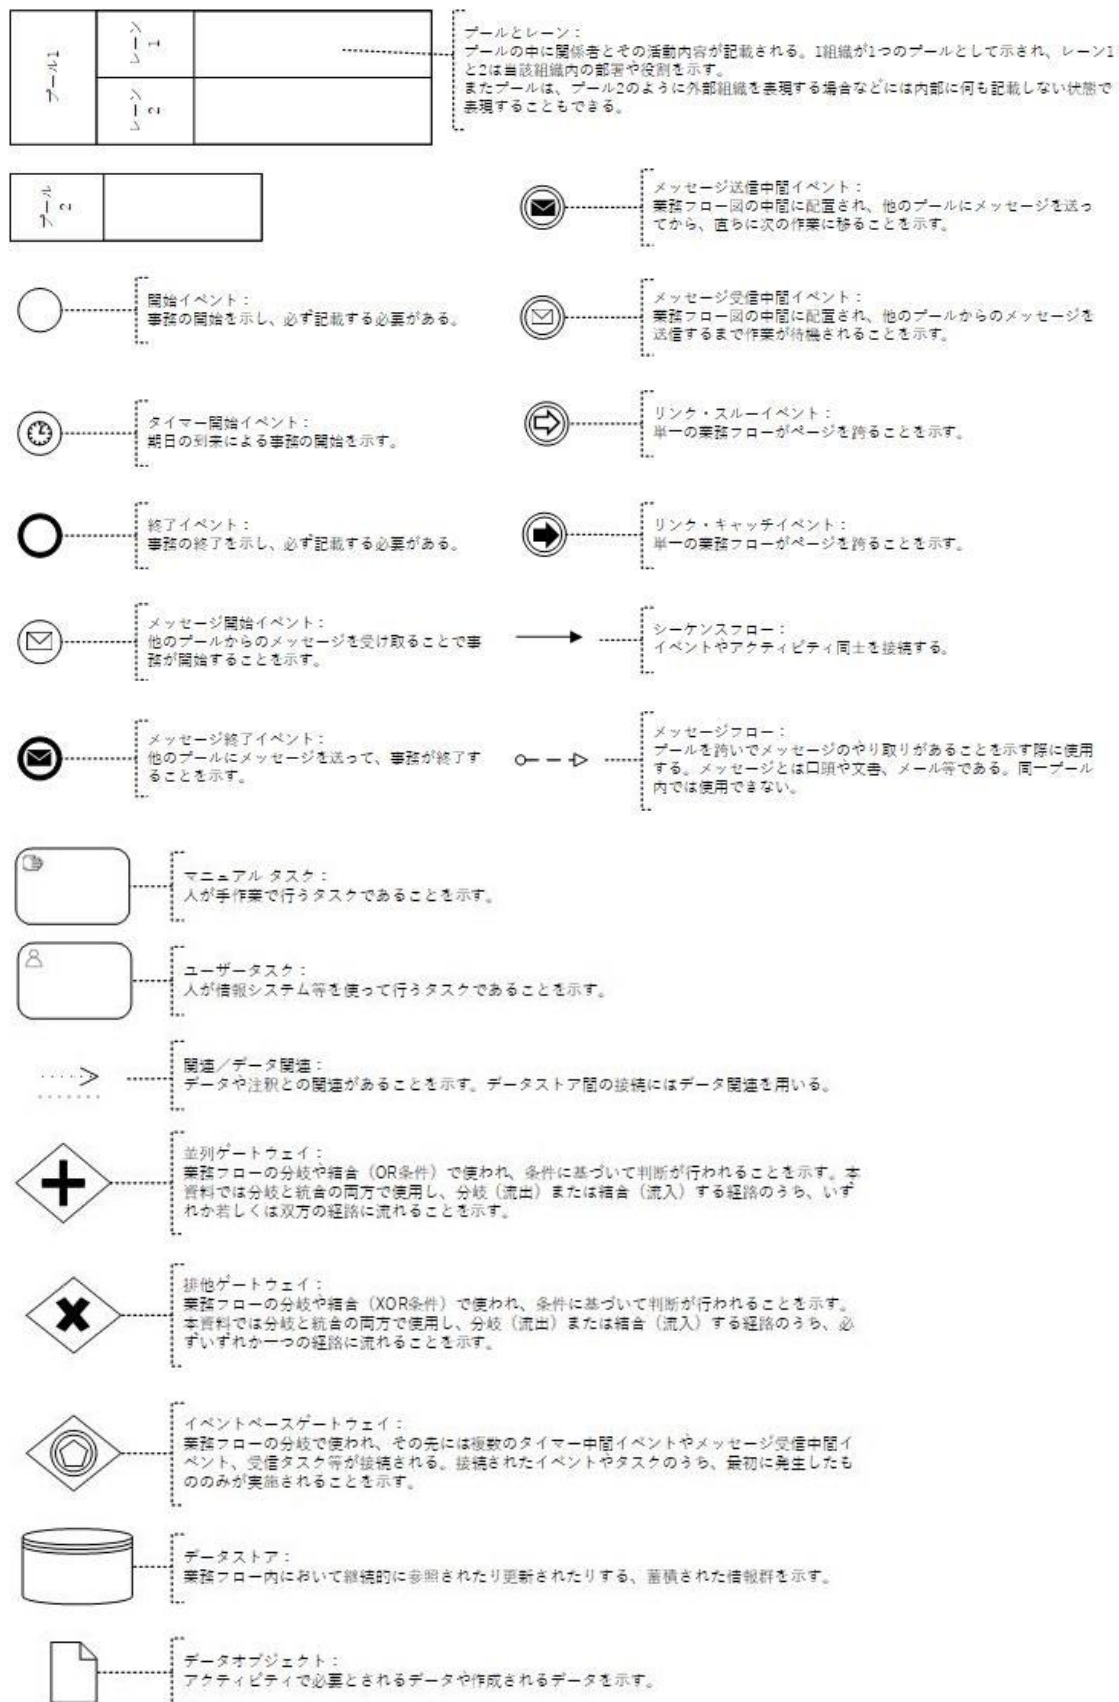 プール1
レーン
1
レーン
2
プールとレーン：
プールの中に関係者とその活動内容が記載される。1組織が1つのプールとして示され、レーン1
と2は当該組織内の部署や役割を示す。
またプールは、プール2のように外部組織を表現する場合などには内部に何も記載しない状態で
表現することもできる。
プール
2
メッセージ送信中間イベント：
業務フロー図の中間に配置され、他のプールにメッセージを送っ
てから、直ちに次の作業に移ることを示す。
開始イベント：
事務の開始を示し、必ず記載する必要がある。
メッセージ受信中間イベント：
業務フロー図の中間に配置され、他のプールからのメッセージを
送信するまで作業が待機されることを示す。
タイマー開始イベント：
期日の到来による事務の開始を示す。
リンク・スルーイベント：
単一の業務フローがページを跨ることを示す。
終了イベント：
事務の終了を示し、必ず記載する必要がある。
リンク・キャッチイベント：
単一の業務フローがページを跨ることを示す。
メッセージ開始イベント：
他のプールからのメッセージを受け取ることで事
務が開始することを示す。
シーケンスフロー：
イベントやアクティビティ同士を接続する。
メッセージ終了イベント：
他のプールにメッセージを送って、事務が終了す
ることを示す。
メッセージフロー：
プールを跨いでメッセージのやり取りがあることを示す際に使用
する。メッセージとは口頭や文書、メール等である。同一プール
内では使用できない。
マニュアル タスク：
人が手作業で行うタスクであることを示す。
ユーザータスク：
人が情報システム等を使って行うタスクであることを示す。
関連／データ関連：
データや注釈との関連があることを示す。データストア間の接続にはデータ関連を用いる。
並列ゲートウェイ：
業務フローの分岐や結合（OR条件）で使われ、条件に基づいて判断が行われることを示す。本
資料では分岐と統合の両方で使用し、分岐（流出）または結合（流入）する経路のうち、いず
れか若しくは双方の経路に流れることを示す。
排他ゲートウェイ：
業務フローの分岐や結合（XOR条件）で使われ、条件に基づいて判断が行われることを示す。
本資料では分岐と統合の両方で使用し、分岐（流出）または結合（流入）する経路のうち、必
ずいずれか一つの経路に流れることを示す。
イベントベースゲートウェイ：
業務フローの分岐で使われ、その先には複数のタイマー中間イベントやメッセージ受信中間イ
ベント、受信タスク等が接続される。接続されたイベントやタスクのうち、最初に発生したも
ののみが実施されることを示す。
データストア：
業務フロー内において継続的に参照されたり更新されたりする、蓄積された情報群を示す。
データオブジェクト：
アクティビティで必要とされるデータや作成されるデータを示す。